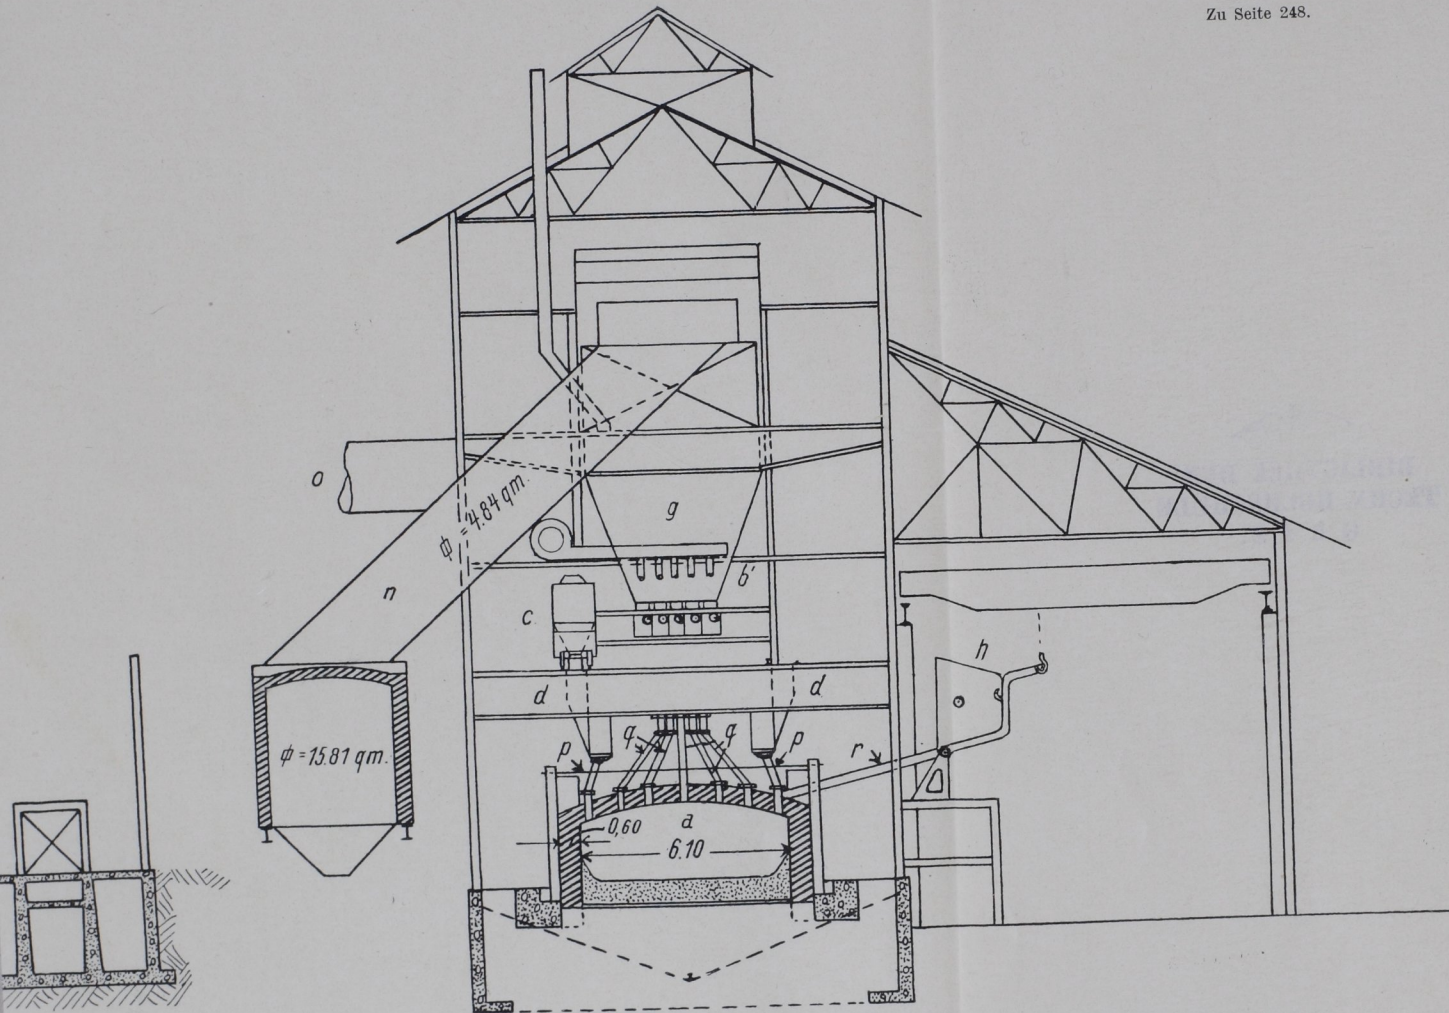 Zu Seite 248.
o
ф = 4.84 qm.
g
n
b'
c
h
d
d
p
q
q
p
r
ф = 15.81 qm.
a
0,60
6.10